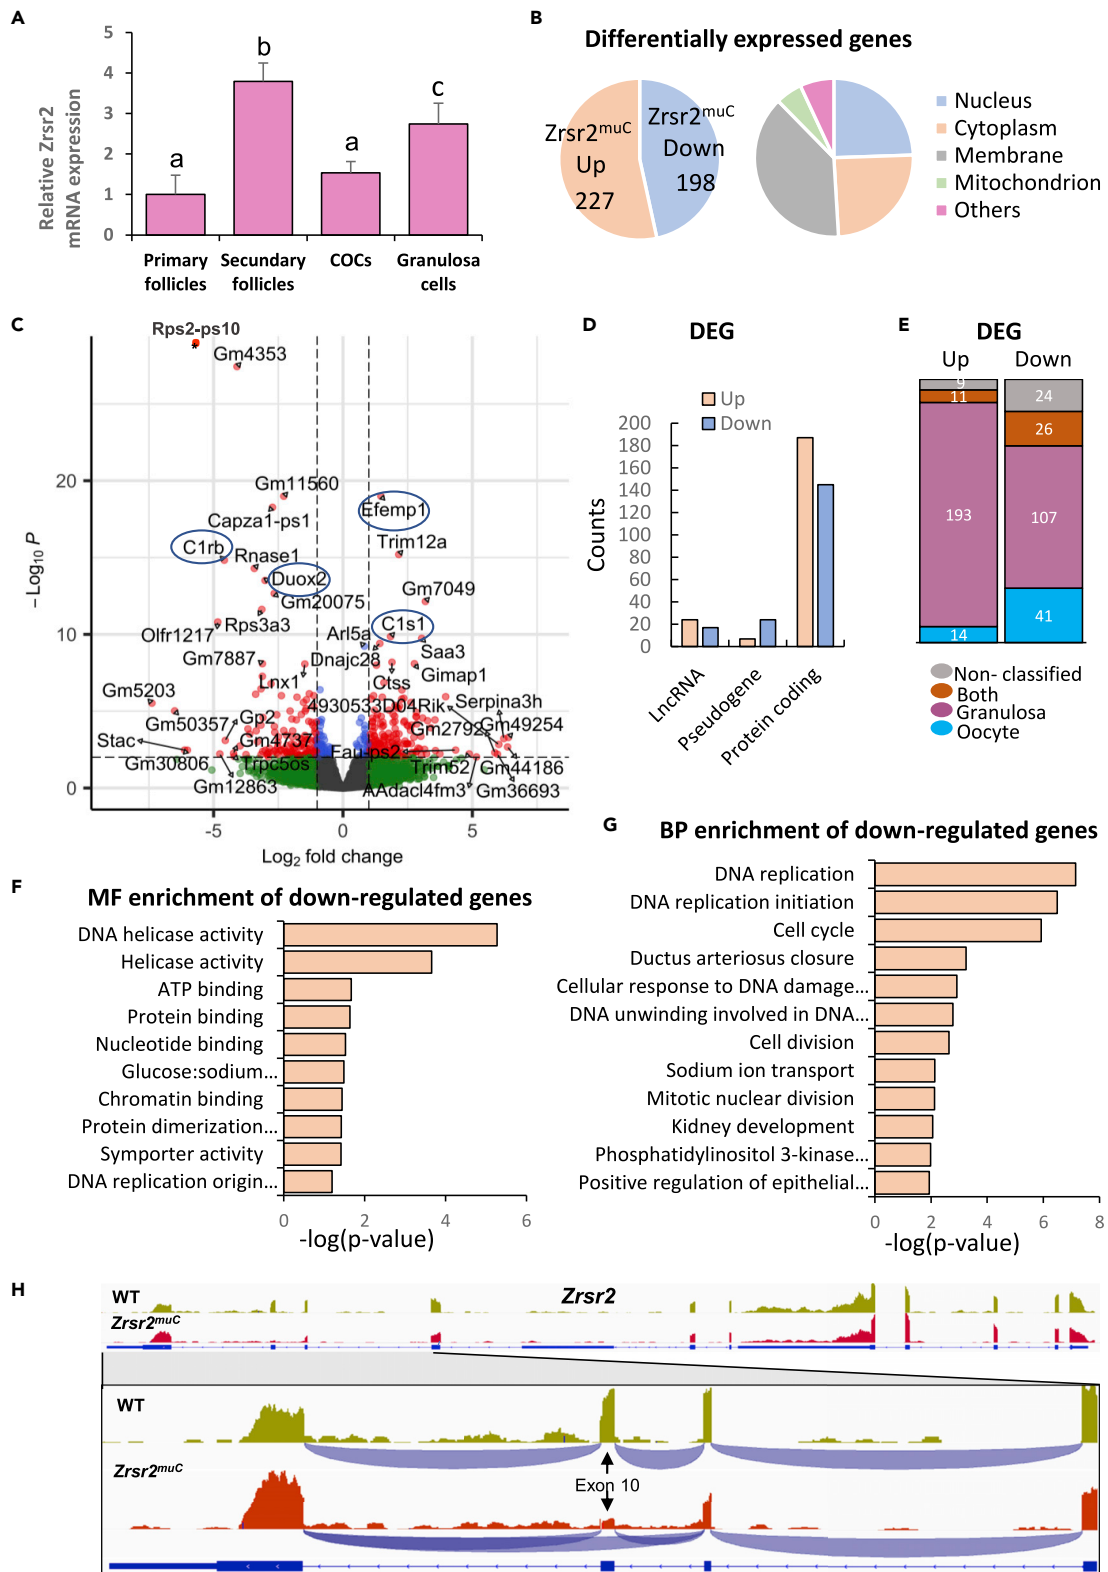 A
5
4
3
2
1
0
Relative Zrsr2
mRNA expression
a
b
a
c
Primary
follicles
Secundary
follicles
COCs
Granulosa
cells
B
Differentially expressed genes
Zrsr2muC
Up
227
Zrsr2muC
Down
198
Nucleus
Cytoplasm
Membrane
Mitochondrion
Others
C
Rps2-ps10
*
Gm4353
Gm11560
Capza1-ps1
Efemp1
C1rb
Rnase1
Trim12a
Duox2
Gm20075
Gm7049
Olfr1217
Rps3a3
Arl5a
C1s1
Saa3
Gm7887
Dnajc28
Gimap1
Lnx1
Ctss
Gm5203
4930533D04Rik
Serpina3h
Gm50357
Gp2
Gm2792
Gm49254
Stac
Gm4737
Fau-ps2
Gm30806
Trpc5os
Trim52
Gm44186
Gm12863
AAdacl4fm3
Gm36693
20
10
0
-Log10 P
-5
0
5
Log2 fold change
D
DEG
Up
Down
200
180
160
140
120
100
80
60
40
20
0
Counts
LncRNA
Pseudogene
Protein coding
E
DEG
Up
Down
9
11
193
14
24
26
107
41
Non- classified
Both
Granulosa
Oocyte
F
MF enrichment of down-regulated genes
DNA helicase activity
Helicase activity
ATP binding
Protein binding
Nucleotide binding
Glucose:sodium...
Chromatin binding
Protein dimerization...
Symporter activity
DNA replication origin...
0
2
4
6
-log(p-value)
G
BP enrichment of down-regulated genes
DNA replication
DNA replication initiation
Cell cycle
Ductus arteriosus closure
Cellular response to DNA damage...
DNA unwinding involved in DNA...
Cell division
Sodium ion transport
Mitotic nuclear division
Kidney development
Phosphatidylinositol 3-kinase...
Positive regulation of epithelial...
0
2
4
6
8
-log(p-value)
H
WT
Zrsr2
Zrsr2muC
WT
Zrsr2muC
Exon 10